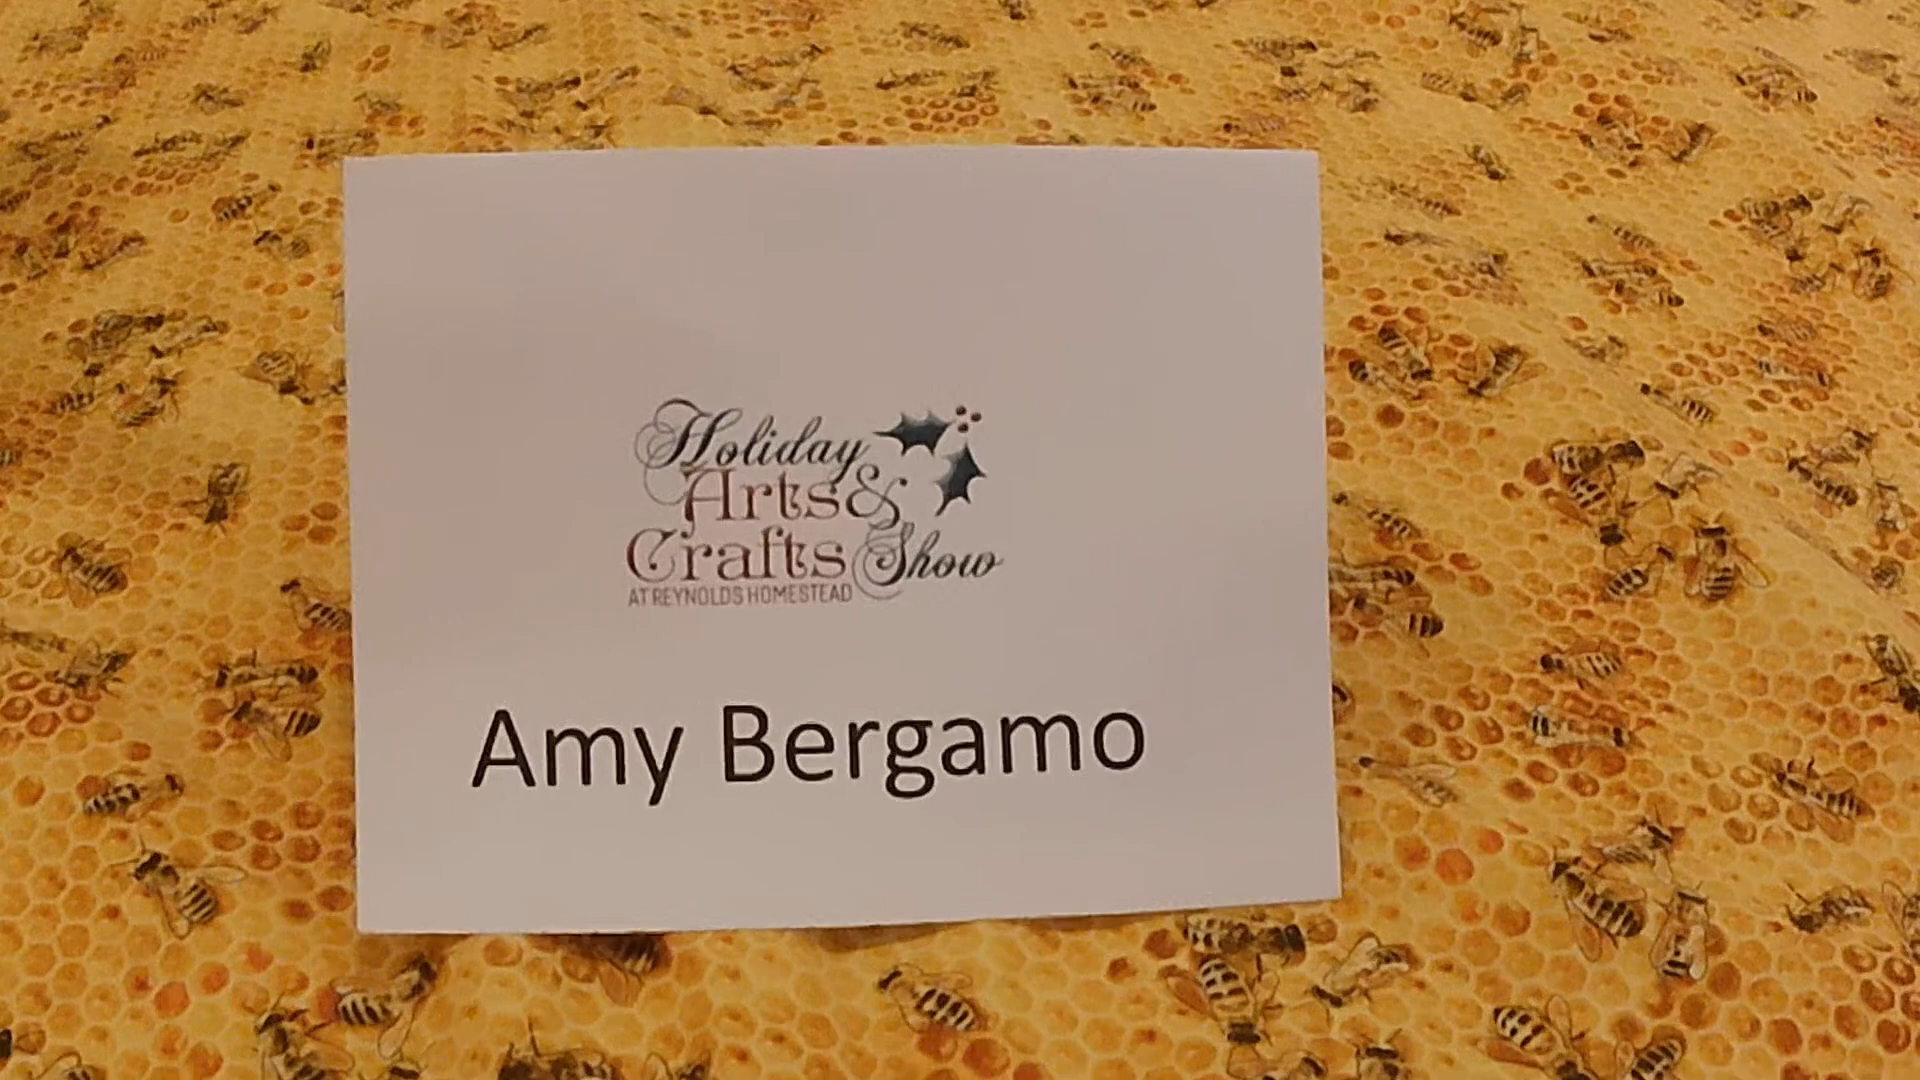 Holiday
Arts &
Crafts Show
AT REYNOLDS HOMESTEAD
Amy Bergamo